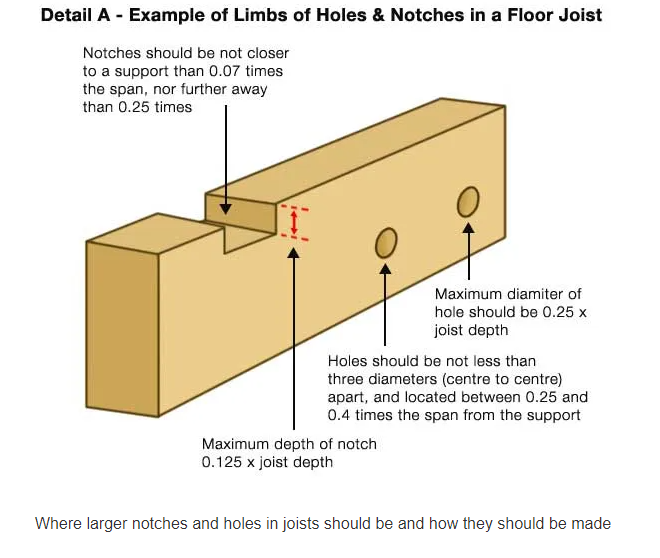 Detail A - Example of Limbs of Holes & Notches in a Floor Joist
Notches should be not closer
to a support than 0.07 times
the span, nor further away
than 0.25 times
Maximum diamiter of
hole should be 0.25 x
joist depth
Holes should be not less than
three diameters (centre to centre)
apart, and located between 0.25 and
0.4 times the span from the support
Maximum depth of notch
0.125 x joist depth
Where larger notches and holes in joists should be and how they should be made